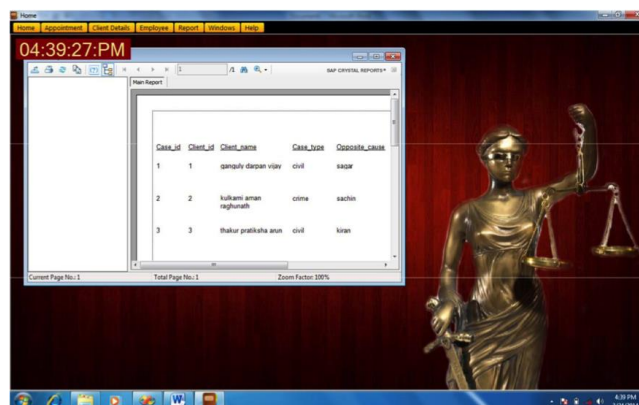 Home
Home Appointment Client Details Employee Report Windows Help
04:39:27:PM
1 /1 SAP CRYSTAL REPORTS
Main Report
Case_id Client_id Client_name Case_type Opposite_cause
1 1 ganguly darpan vijay civil sagar
2 2 kulkarni aman crime sachin
raghunath
3 3 thakur pratiksha arun civil kiran
Current Page No.: 1 Total Page No.: 1 Zoom Factor: 100%
4:39 PM